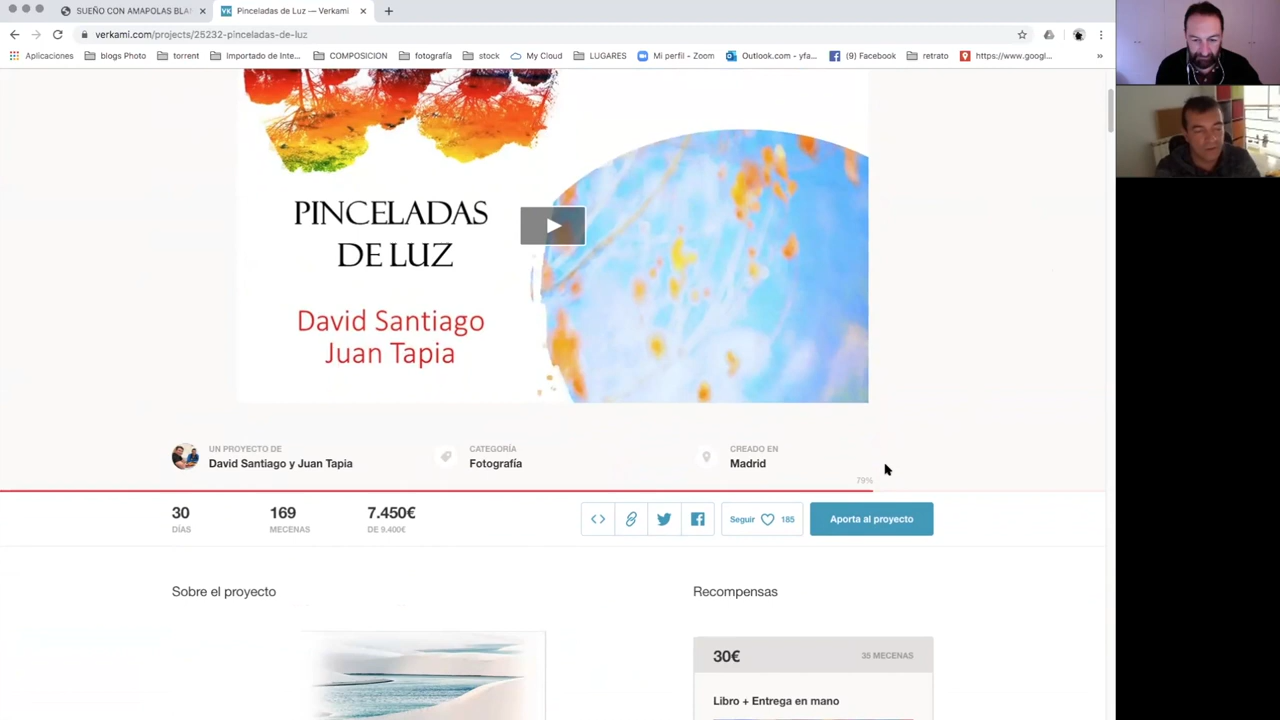 SUEÑO CON AMAPOLAS BLAN
Pinceladas de Luz — Verkami
verkami.com/projects/25232-pinceladas-de-luz
Aplicaciones
blogs Photo
torrent
Importado de Inte...
COMPOSICION
fotografía
stock
My Cloud
LUGARES
Mi perfil - Zoom
Outlook.com - yfa...
(9) Facebook
retrato
https://www.googl...
»
PINCELADAS
DE LUZ
David Santiago
Juan Tapia
UN PROYECTO DE
David Santiago y Juan Tapia
CATEGORÍA
Fotografía
CREADO EN
Madrid
79%
30
DÍAS
169
MECENAS
7.450€
DE 9.400€
Seguir 185
Aporta al proyecto
Sobre el proyecto
Recompensas
30€
35 MECENAS
Libro + Entrega en mano